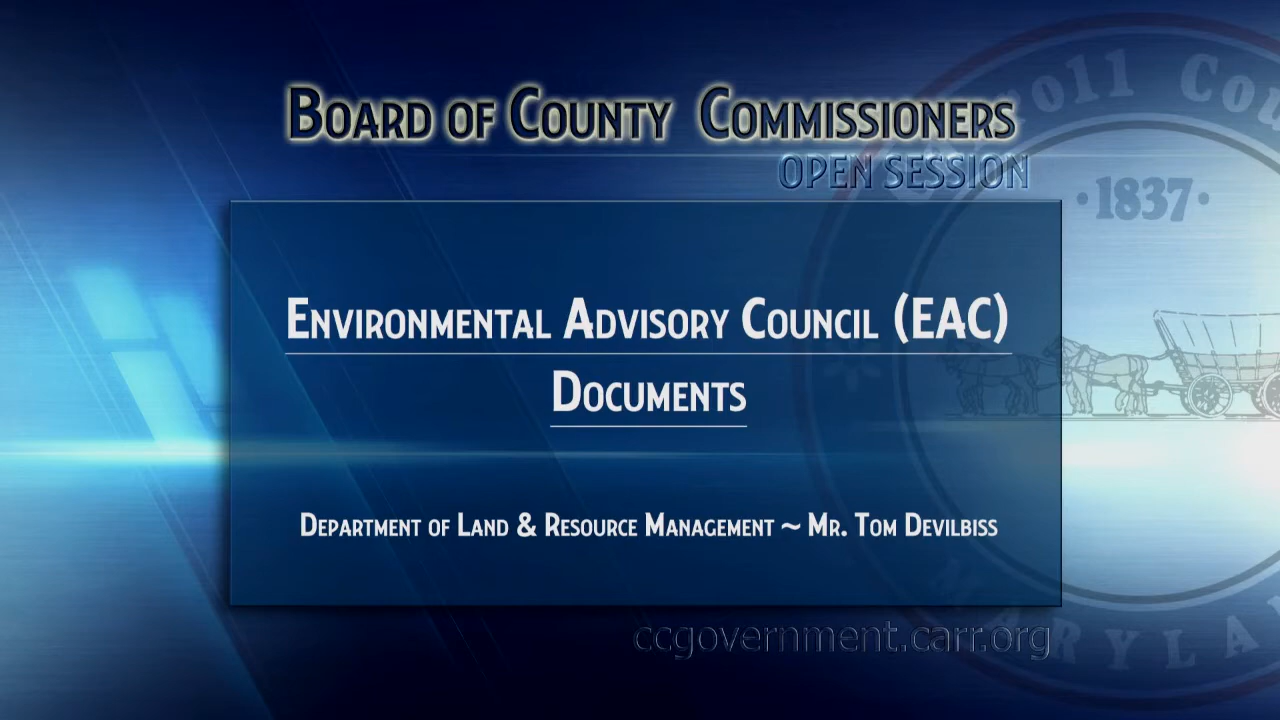 Board of County Commissioners
OPEN SESSION
·1837·
Environmental Advisory Council (EAC)
Documents
Department of Land & Resource Management ~ Mr. Tom Devilbiss
ccgovernment.carr.org